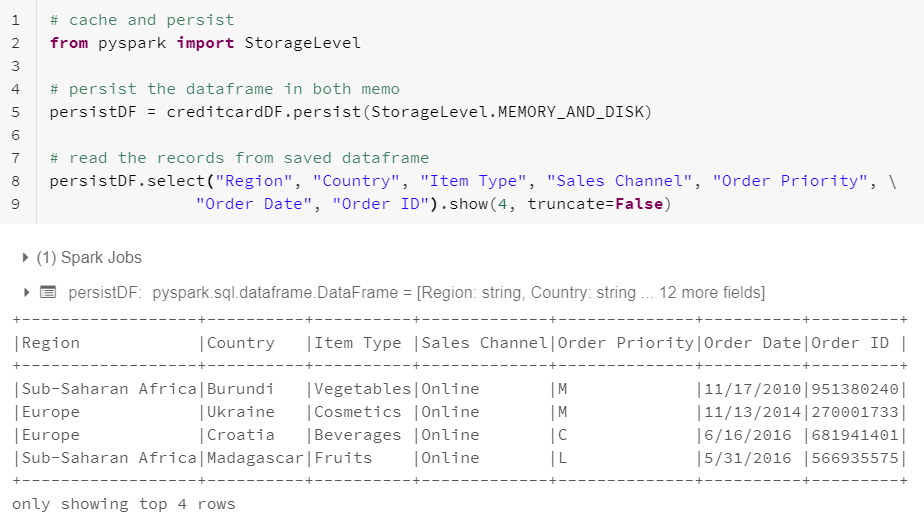 1 # cache and persist
2 from pyspark import StorageLevel
3
4 # persist the dataframe in both memo
5 persistDF = creditcardDF.persist(StorageLevel.MEMORY_AND_DISK)
6
7 # read the records from saved dataframe
8 persistDF.select("Region", "Country", "Item Type", "Sales Channel", "Order Priority", \
9                "Order Date", "Order ID").show(4, truncate=False)
(1) Spark Jobs
persistDF: pyspark.sql.dataframe.DataFrame = [Region: string, Country: string ... 12 more fields]
+------------------+----------+----------+-------------+--------------+----------+---------+
|Region            |Country   |Item Type |Sales Channel|Order Priority|Order Date|Order ID |
+------------------+----------+----------+-------------+--------------+----------+---------+
|Sub-Saharan Africa|Burundi   |Vegetables|Online       |M             |11/17/2010|951380240|
|Europe            |Ukraine   |Cosmetics |Online       |M             |11/13/2014|270001733|
|Europe            |Croatia   |Beverages |Online       |C             |6/16/2016 |681941401|
|Sub-Saharan Africa|Madagascar|Fruits    |Online       |L             |5/31/2016 |566935575|
+------------------+----------+----------+-------------+--------------+----------+---------+
only showing top 4 rows